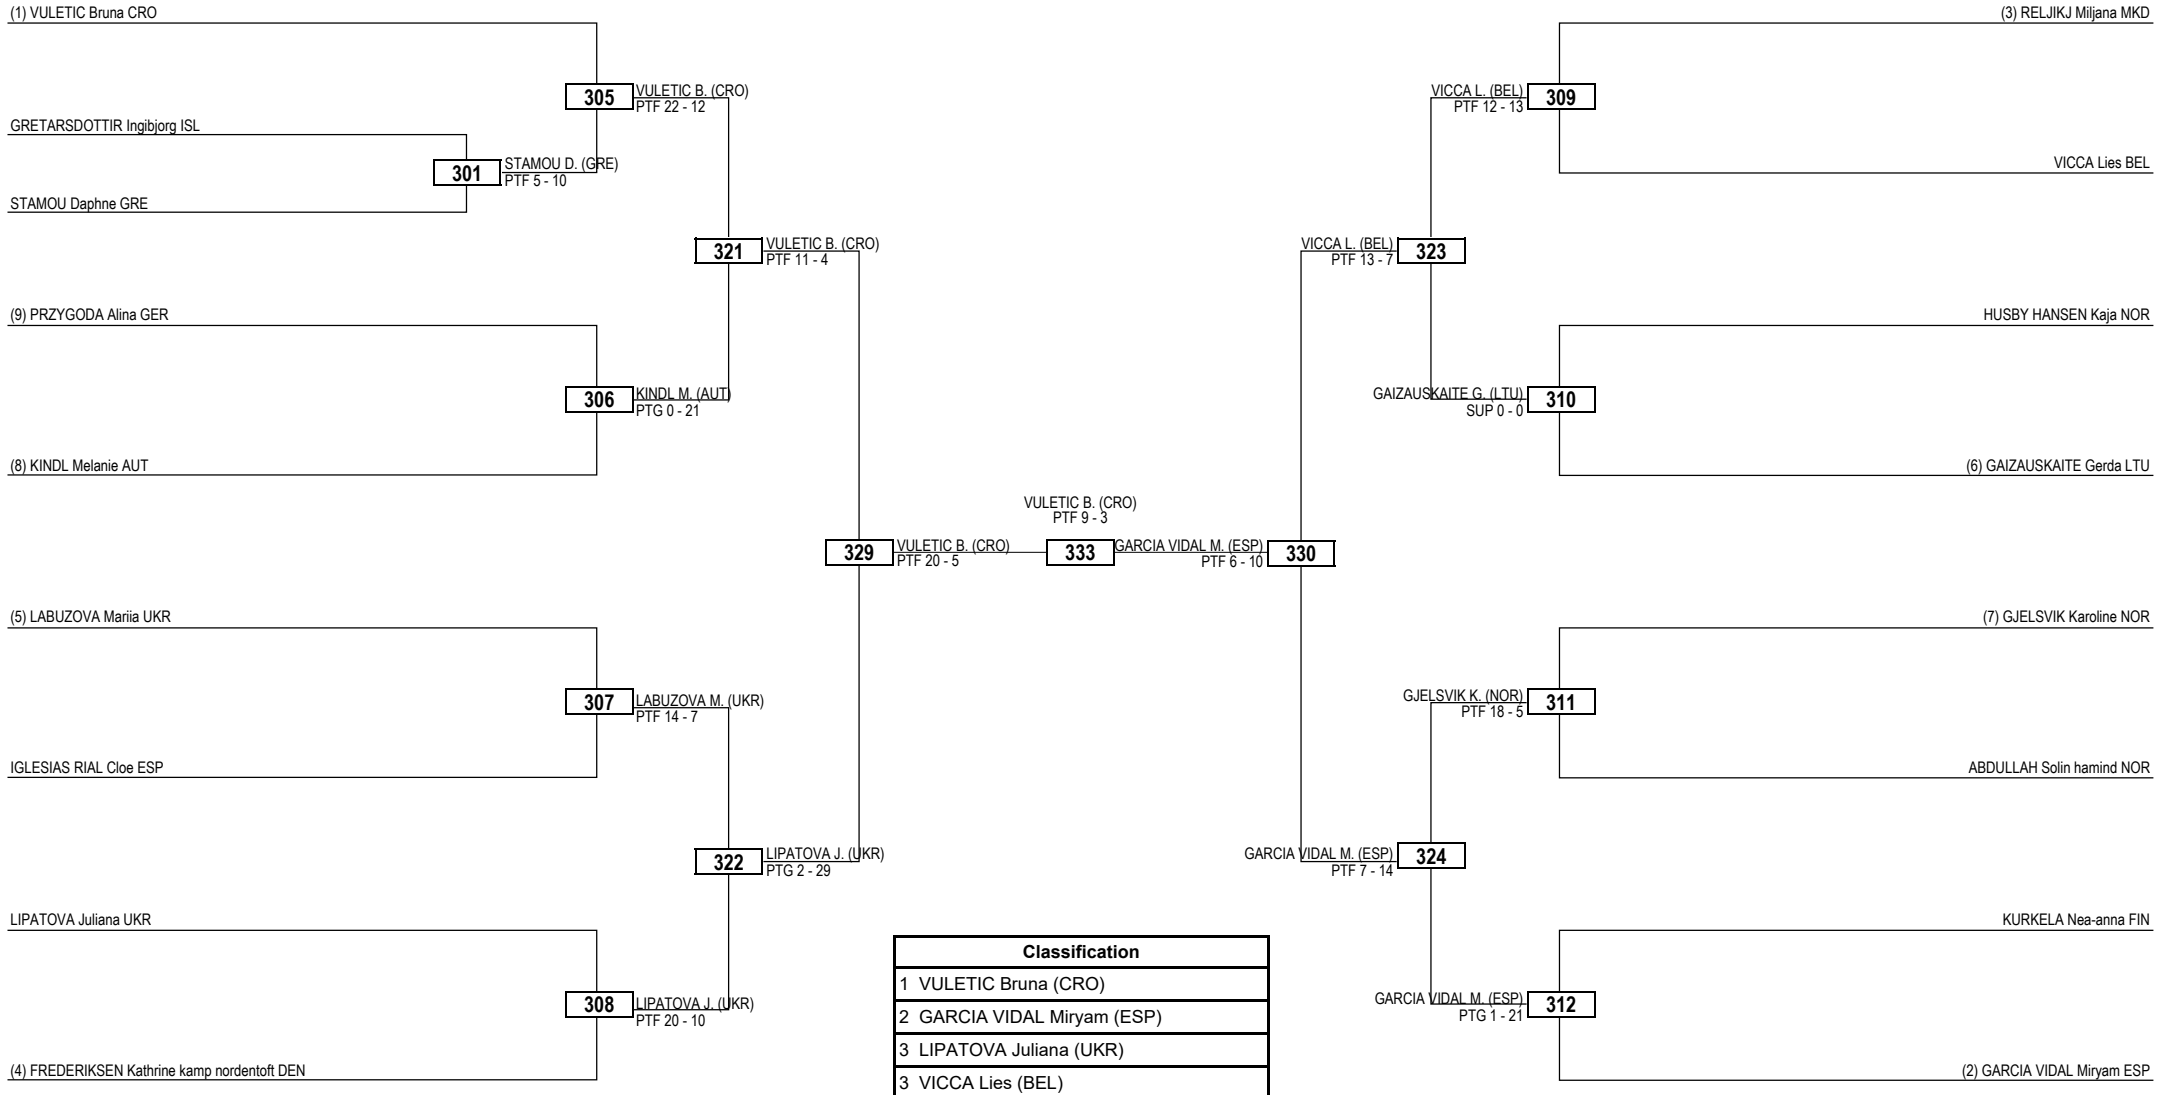 (1) VULETIC Bruna CRO
(3) RELJIKJ Miljana MKD
305
VULETIC B. (CRO)
PTF 22 - 12
VICCA L. (BEL)
PTF 12 - 13
309
GRETARSDOTTIR Ingibjorg ISL
301
STAMOU D. (GRE)
PTF 5 - 10
VICCA Lies BEL
STAMOU Daphne GRE
321
VULETIC B. (CRO)
PTF 11 - 4
VICCA L. (BEL)
PTF 13 - 7
323
(9) PRZYGODA Alina GER
HUSBY HANSEN Kaja NOR
306
KINDL M. (AUT)
PTG 0 - 21
GAIZAUSKAITE G. (LTU)
SUP 0 - 0
310
(8) KINDL Melanie AUT
(6) GAIZAUSKAITE Gerda LTU
VULETIC B. (CRO)
PTF 9 - 3
329
VULETIC B. (CRO)
PTF 20 - 5
333
GARCIA VIDAL M. (ESP)
PTF 6 - 10
330
(5) LABUZOVA Mariia UKR
(7) GJELSVIK Karoline NOR
307
LABUZOVA M. (UKR)
PTF 14 - 7
GJELSVIK K. (NOR)
PTF 18 - 5
311
IGLESIAS RIAL Cloe ESP
ABDULLAH Solin hamind NOR
322
LIPATOVA J. (UKR)
PTG 2 - 29
GARCIA VIDAL M. (ESP)
PTF 7 - 14
324
LIPATOVA Juliana UKR
KURKELA Nea-anna FIN
308
LIPATOVA J. (UKR)
PTF 20 - 10
GARCIA VIDAL M. (ESP)
PTG 1 - 21
312
(4) FREDERIKSEN Kathrine kamp nordentoft DEN
(2) GARCIA VIDAL Miryam ESP
Classification
1 VULETIC Bruna (CRO)
2 GARCIA VIDAL Miryam (ESP)
3 LIPATOVA Juliana (UKR)
3 VICCA Lies (BEL)